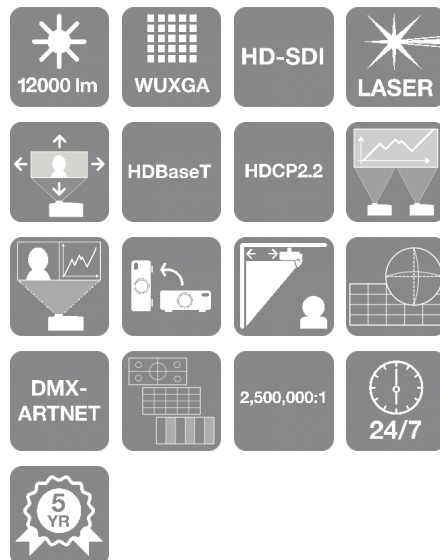 12000 lm
WUXGA
HD-SDI
LASER
HDBaseT
HDCP2.2
DMX-
ARTNET
2,500,000:1
24/7
5
YR